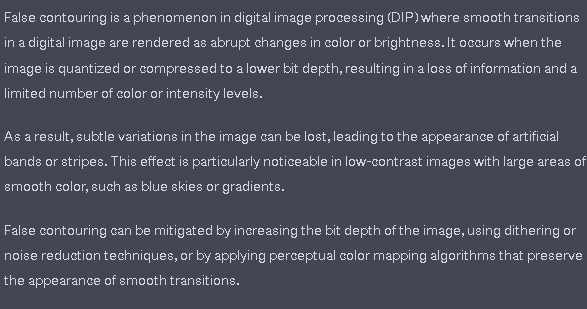 False contouring is a phenomenon in digital image processing (DIP) where smooth transitions
in a digital image are rendered as abrupt changes in color or brightness. It occurs when the
image is quantized or compressed to a lower bit depth, resulting in a loss of information and a
limited number of color or intensity levels.
As a result, subtle variations in the image can be lost, leading to the appearance of artificial
bands or stripes. This effect is particularly noticeable in low-contrast images with large areas of
smooth color, such as blue skies or gradients.
False contouring can be mitigated by increasing the bit depth of the image, using dithering or
noise reduction techniques, or by applying perceptual color mapping algorithms that preserve
the appearance of smooth transitions.